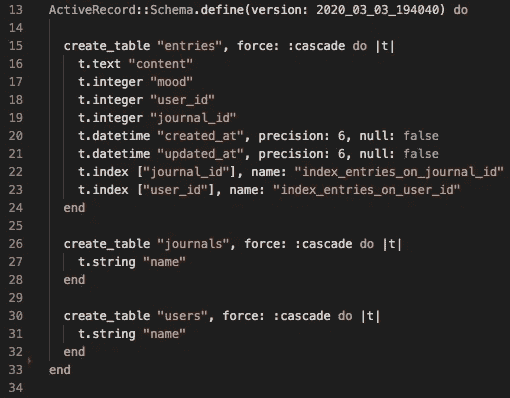 13 ActiveRecord::Schema.define(version: 2020_03_03_194040) do
14
15 create_table "entries", force: :cascade do |t|
16 t.text "content"
17 t.integer "mood"
18 t.integer "user_id"
19 t.integer "journal_id"
20 t.datetime "created_at", precision: 6, null: false
21 t.datetime "updated_at", precision: 6, null: false
22 t.index ["journal_id"], name: "index_entries_on_journal_id"
23 t.index ["user_id"], name: "index_entries_on_user_id"
24 end
25
26 create_table "journals", force: :cascade do |t|
27 t.string "name"
28 end
29
30 create_table "users", force: :cascade do |t|
31 t.string "name"
32 end
33 end
34